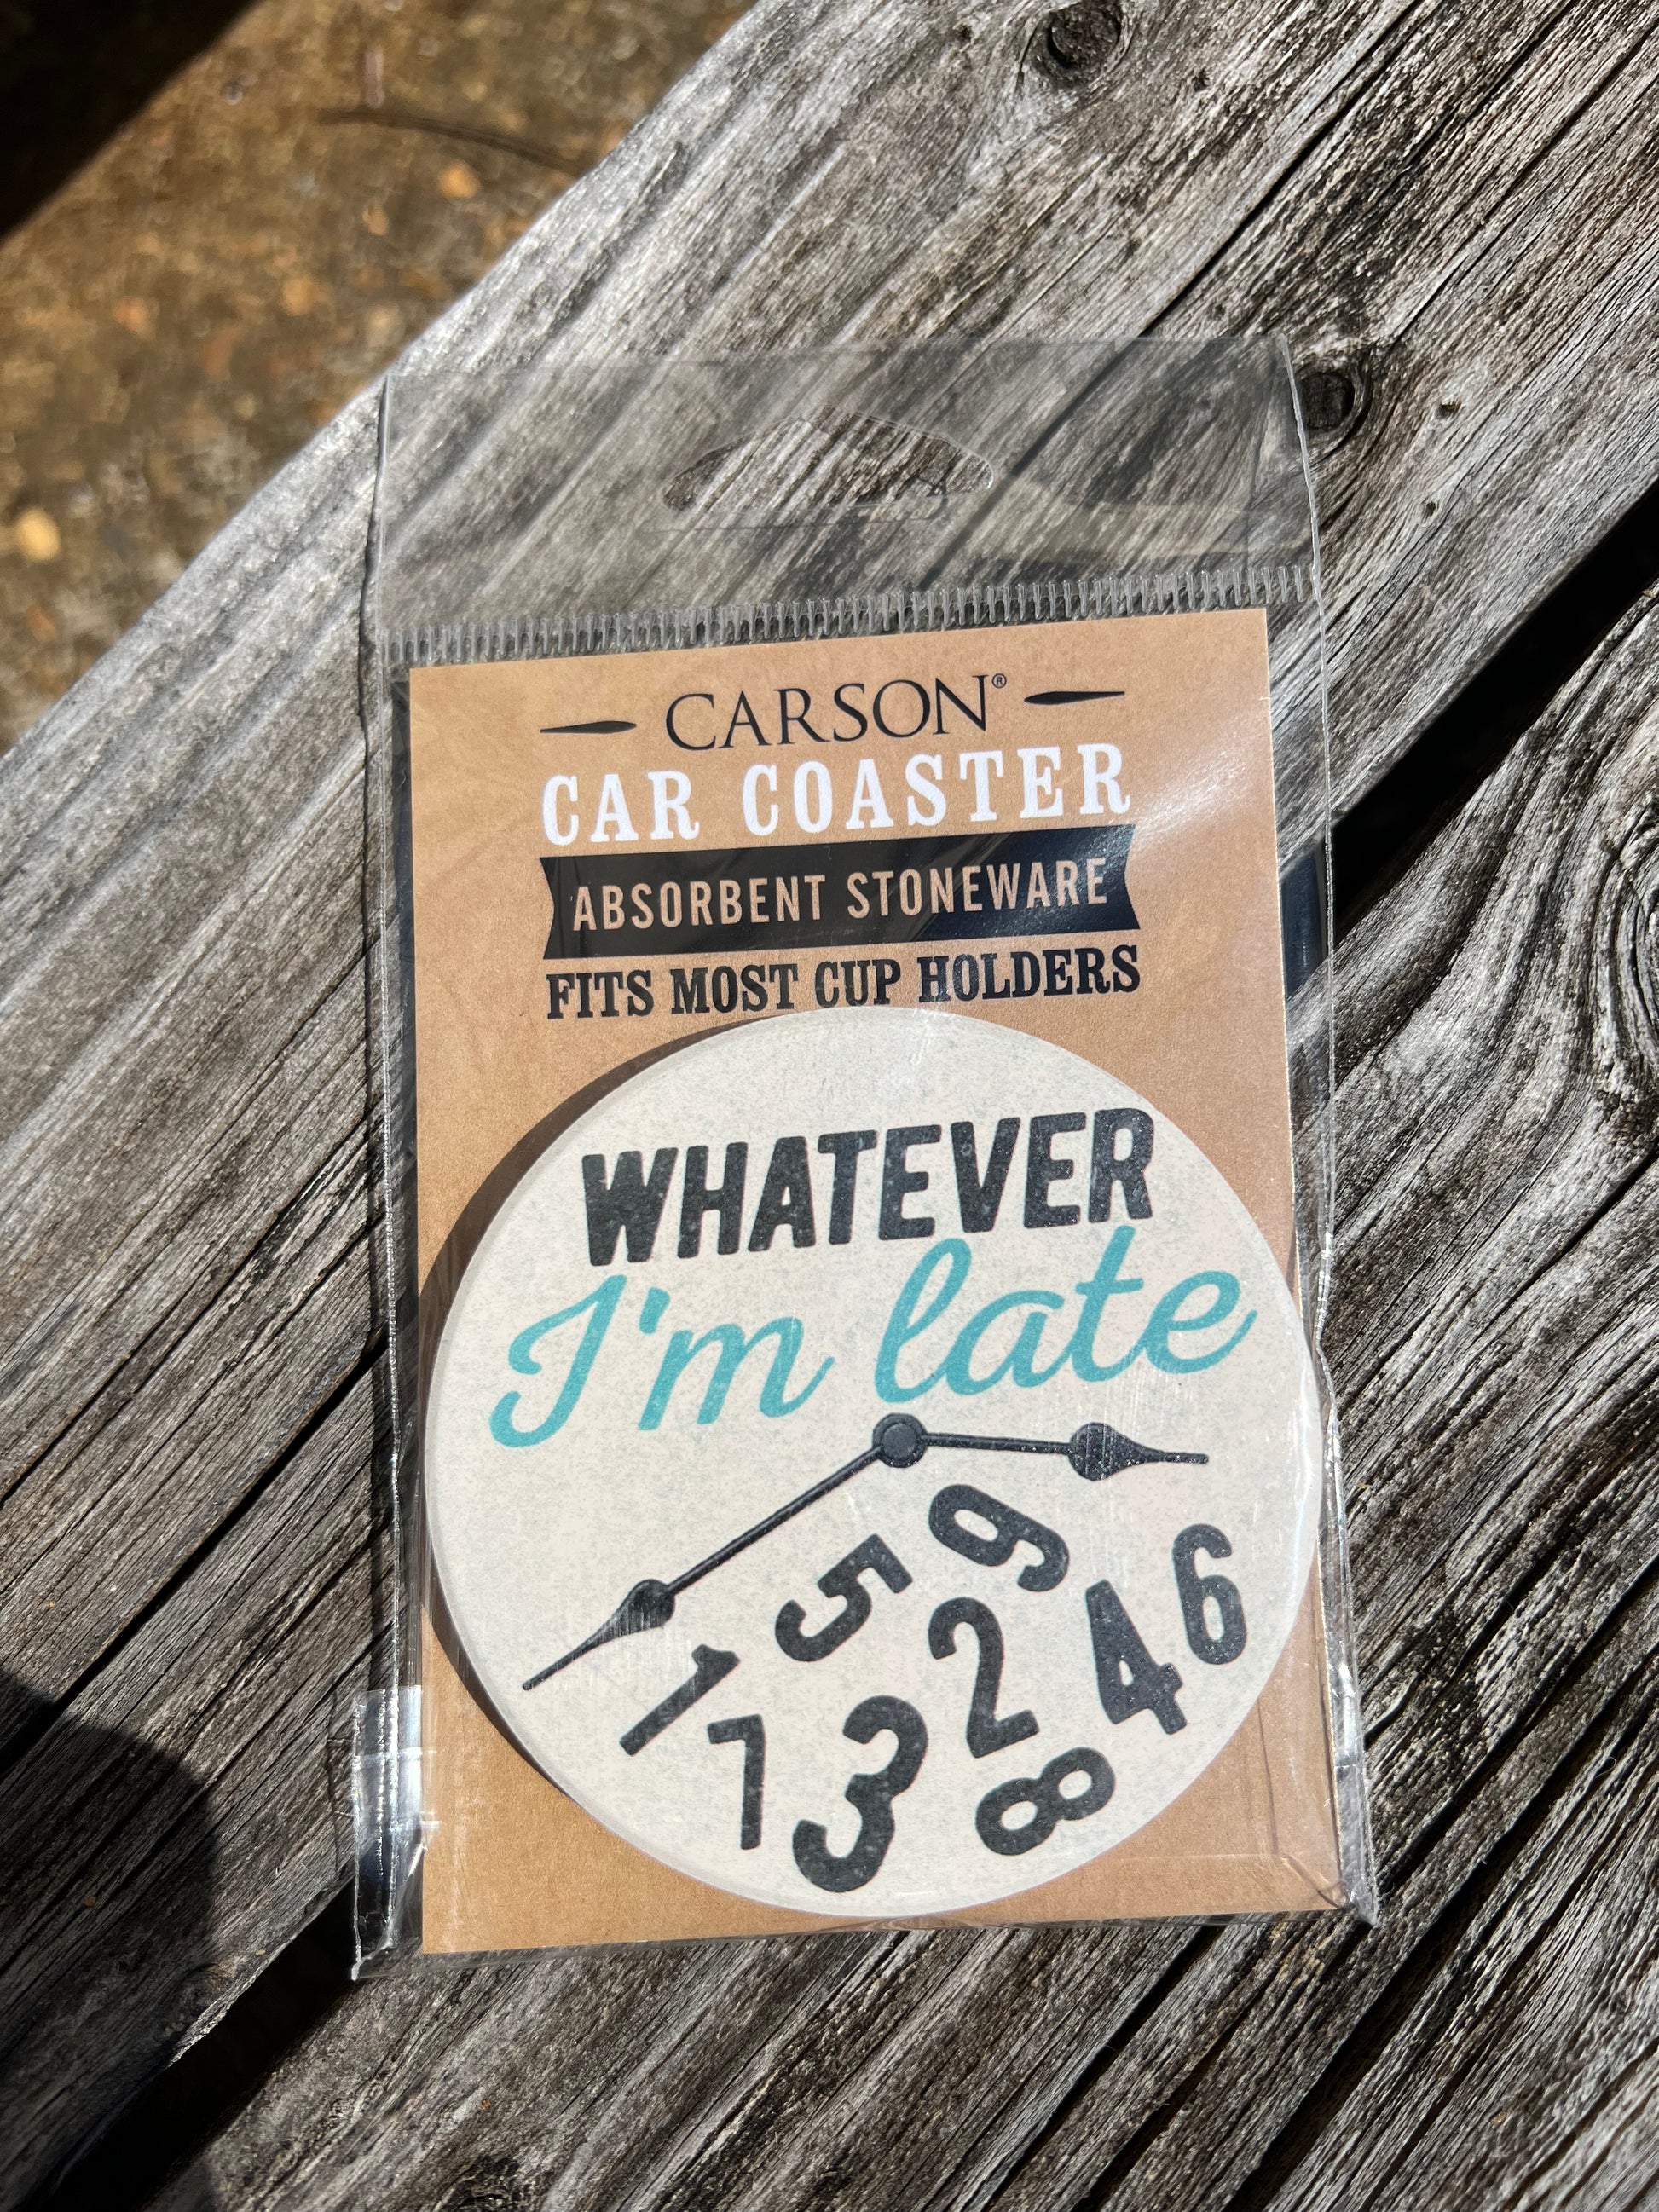 CARSON®
CAR COASTER
ABSORBENT STONEWARE
FITS MOST CUP HOLDERS
WHATEVER
I'm late
9
5
6
2
4
1
7
3
8